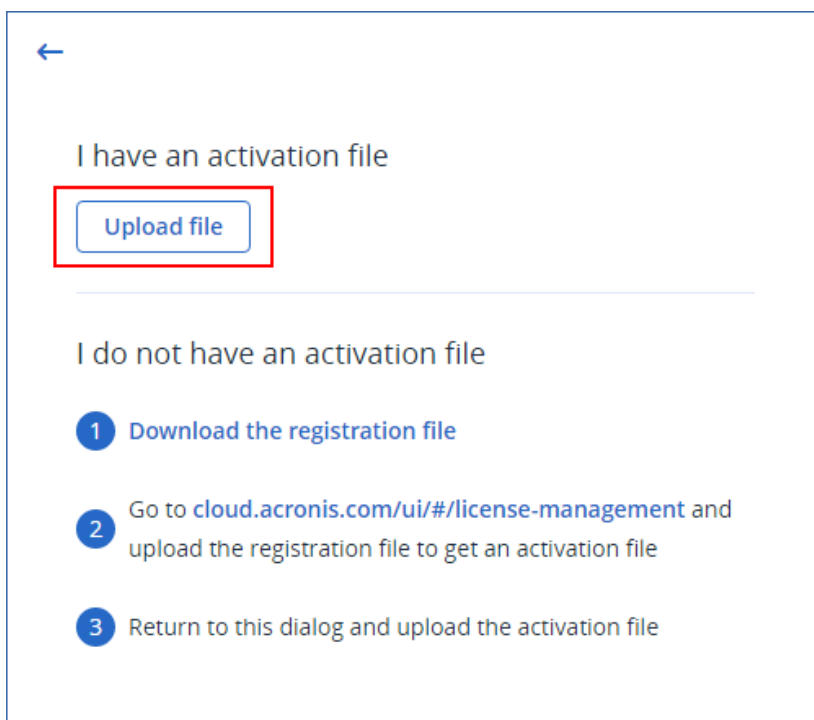 I have an activation file
Upload file
I do not have an activation file
1 Download the registration file
2 Go to cloud.acronis.com/ui/#/license-management and
upload the registration file to get an activation file
3 Return to this dialog and upload the activation file